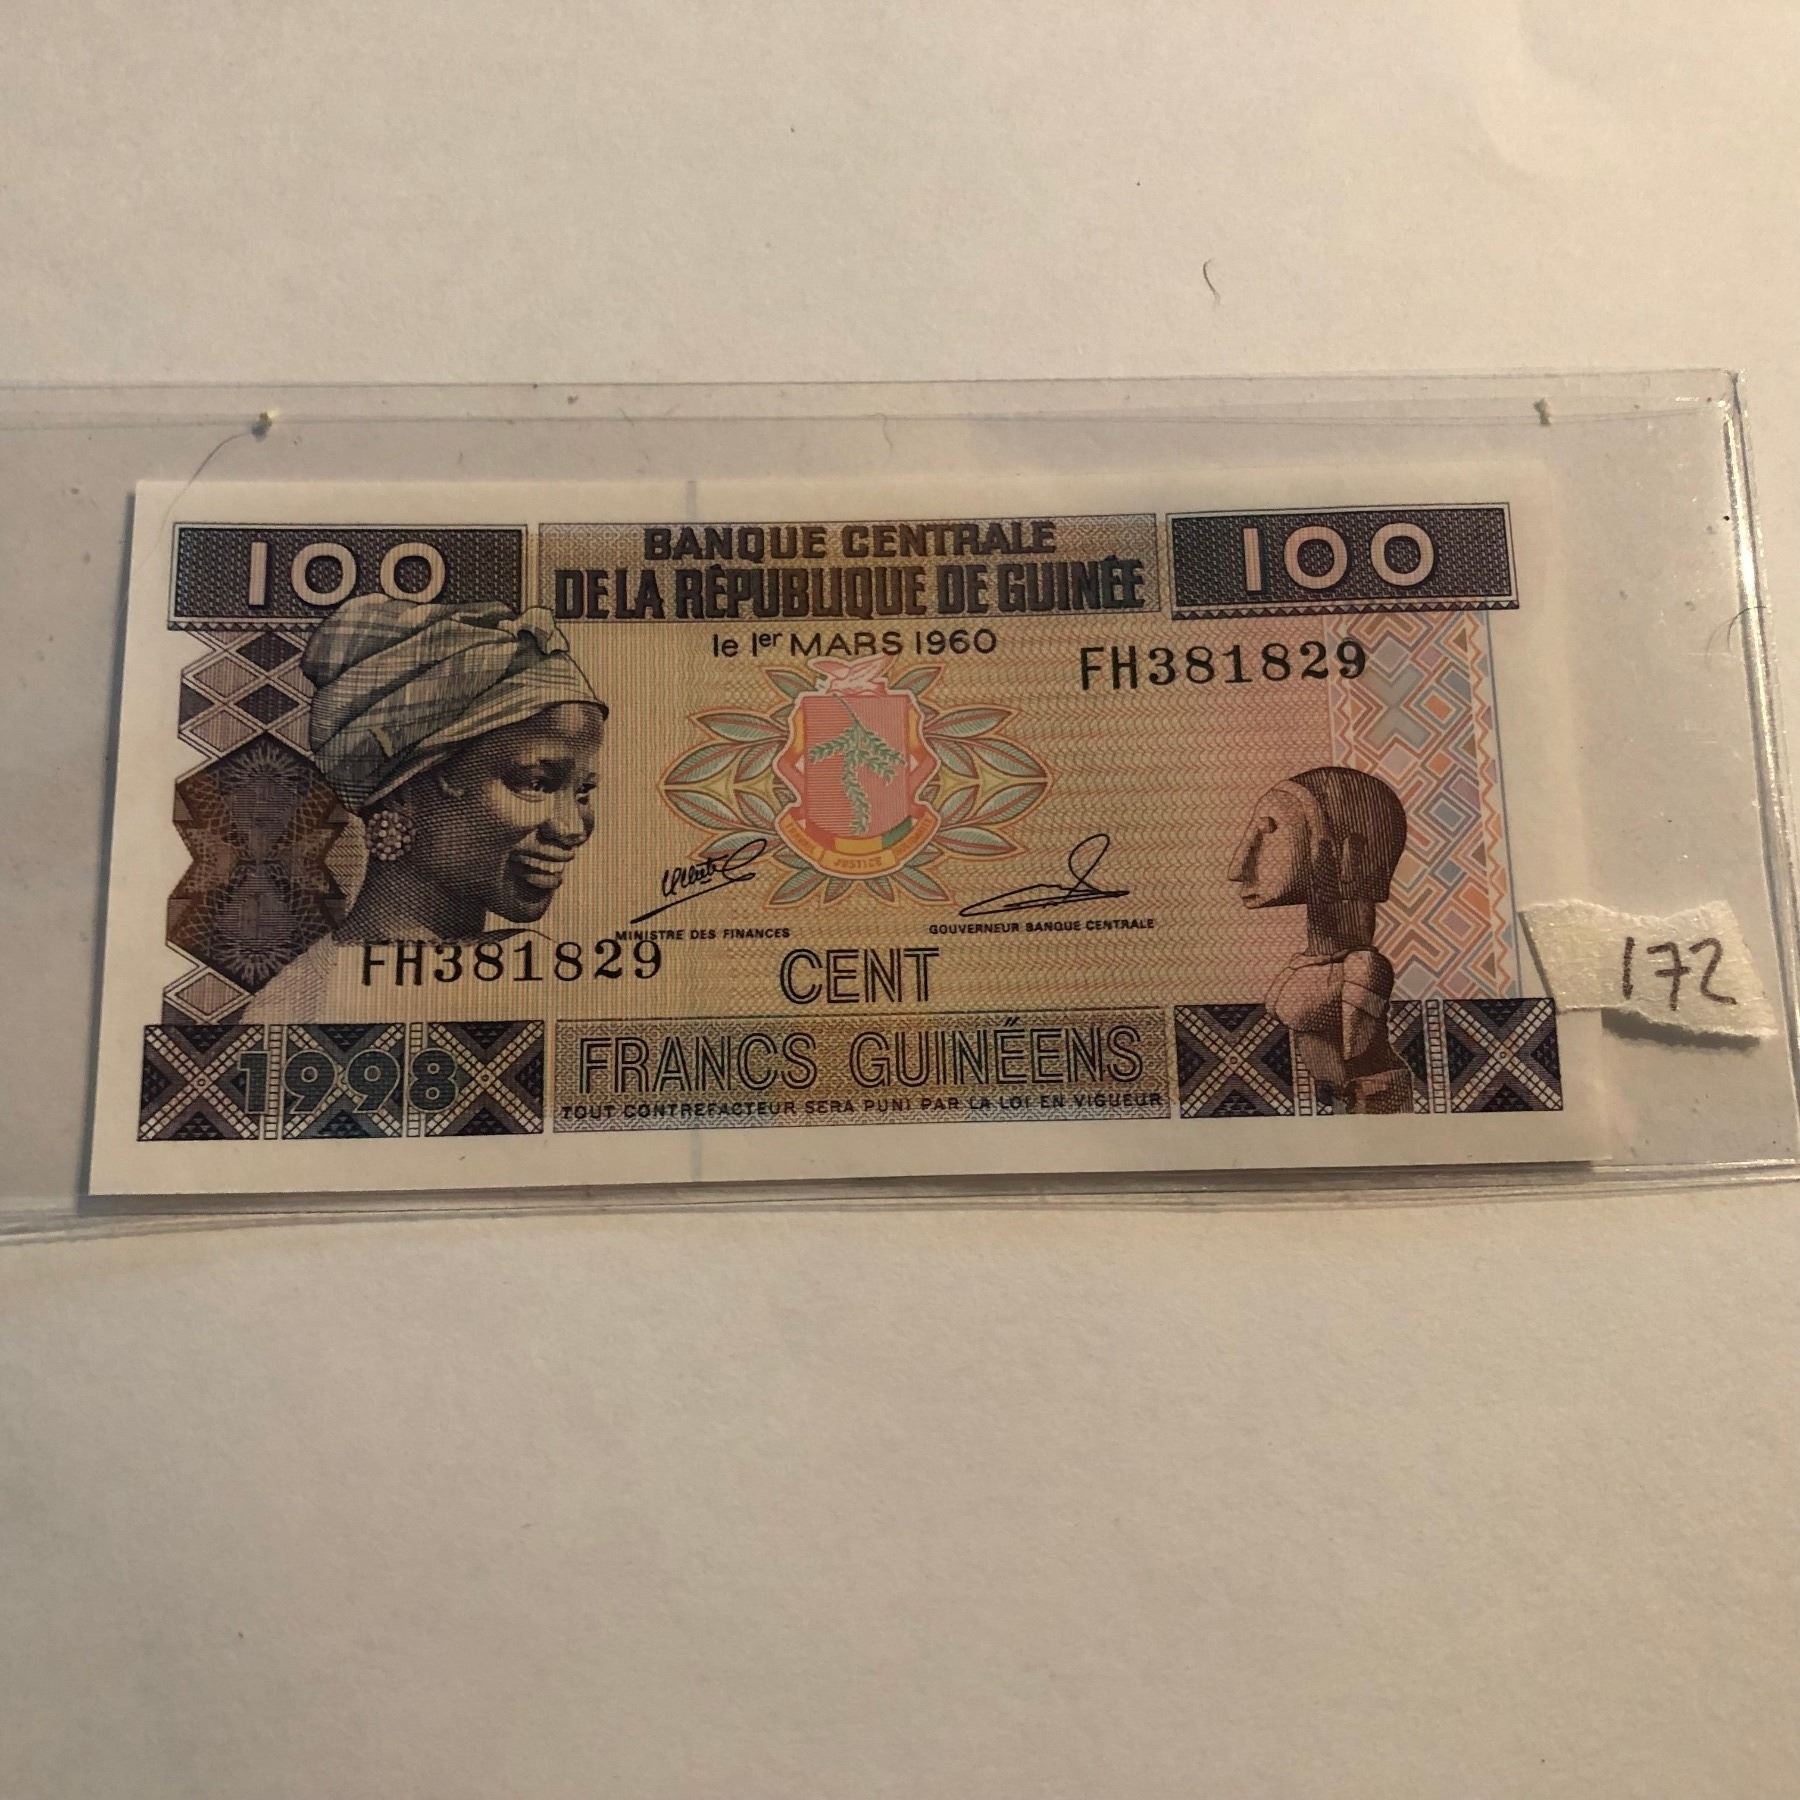 100
BANQUE CENTRALE
DE LA RÉPUBLIQUE DE GUINÉE
100
le 1er MARS 1960
FH381829
JUSTICE
MINISTRE DES FINANCES
GOUVERNEUR BANQUE CENTRALE
FH381829
CENT
FRANCS GUINÉENS
1998
TOUT CONTREFACTEUR SERA PUNI PAR LA LOI EN VIGUEUR
172